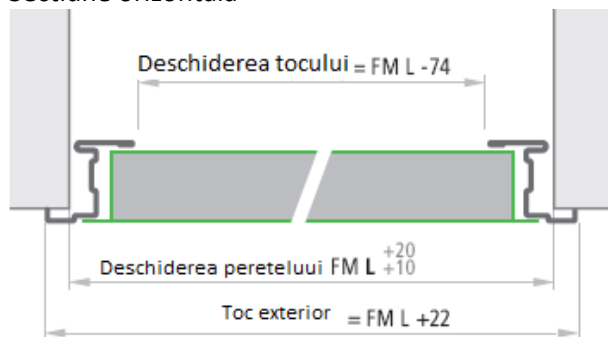 Deschiderea tocului = FM L -74
+20
Deschiderea pereteluui FM L +10
Toc exterior = FM L +22